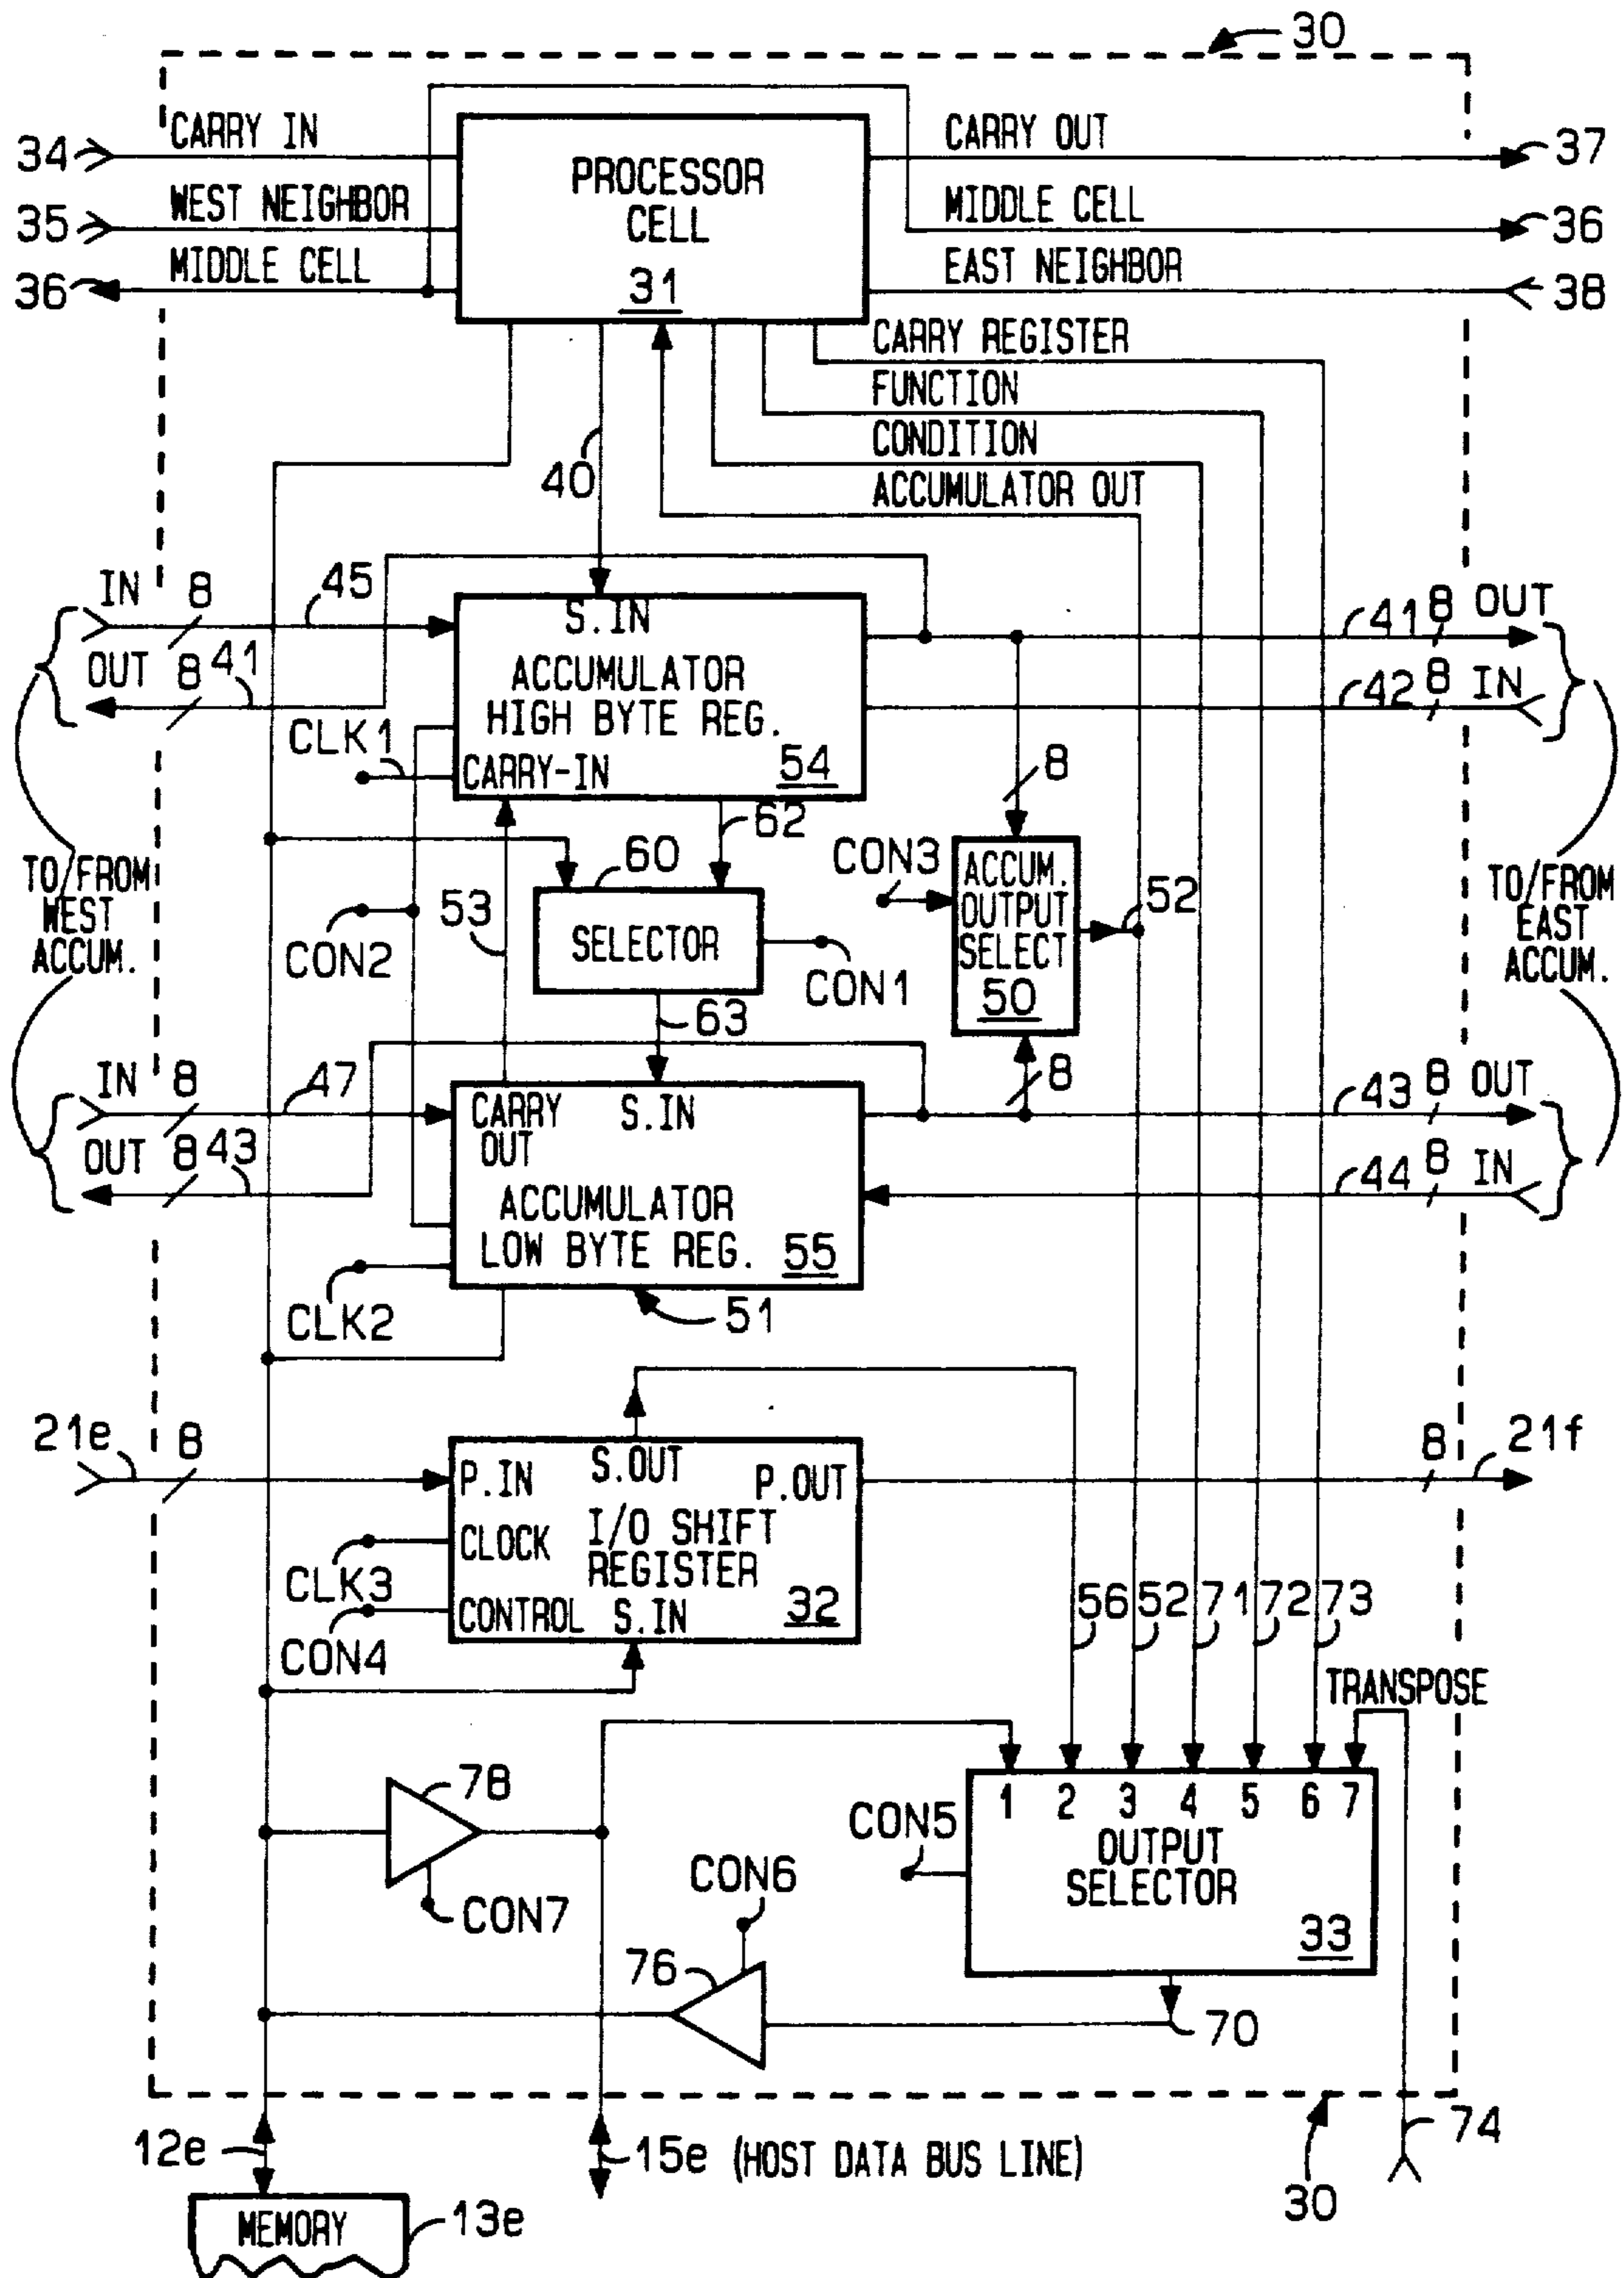 30
34
CARRY IN
CARRY OUT
37
35
WEST NEIGHBOR
PROCESSOR
CELL
31
MIDDLE CELL
36
36
MIDDLE CELL
EAST NEIGHBOR
38
CARRY REGISTER
FUNCTION
CONDITION
ACCUMULATOR OUT
40
IN
8
45
S.IN
ACCUMULATOR
HIGH BYTE REG.
54
CARRY-IN
41
8
OUT
OUT
8
41
42
8
IN
CLK1
62
8
TO/FROM
WEST
ACCUM.
CON2
53
60
SELECTOR
CON1
63
CON3
ACCUM.
OUTPUT
SELECT
50
52
TO/FROM
EAST
ACCUM.
IN
8
47
CARRY
OUT
S.IN
ACCUMULATOR
LOW BYTE REG.
55
8
43
8
OUT
OUT
8
43
44
8
IN
CLK2
51
21e
8
P.IN
S.OUT
P.OUT
CLOCK
I/O SHIFT
REGISTER
32
CONTROL
S.IN
8
21f
CLK3
CON4
56
52
71
72
73
TRANSPOSE
78
CON7
CON5
1 2 3 4 5 6 7
OUTPUT
SELECTOR
33
CON6
76
70
12e
15e (HOST DATA BUS LINE)
30
74
MEMORY
13e